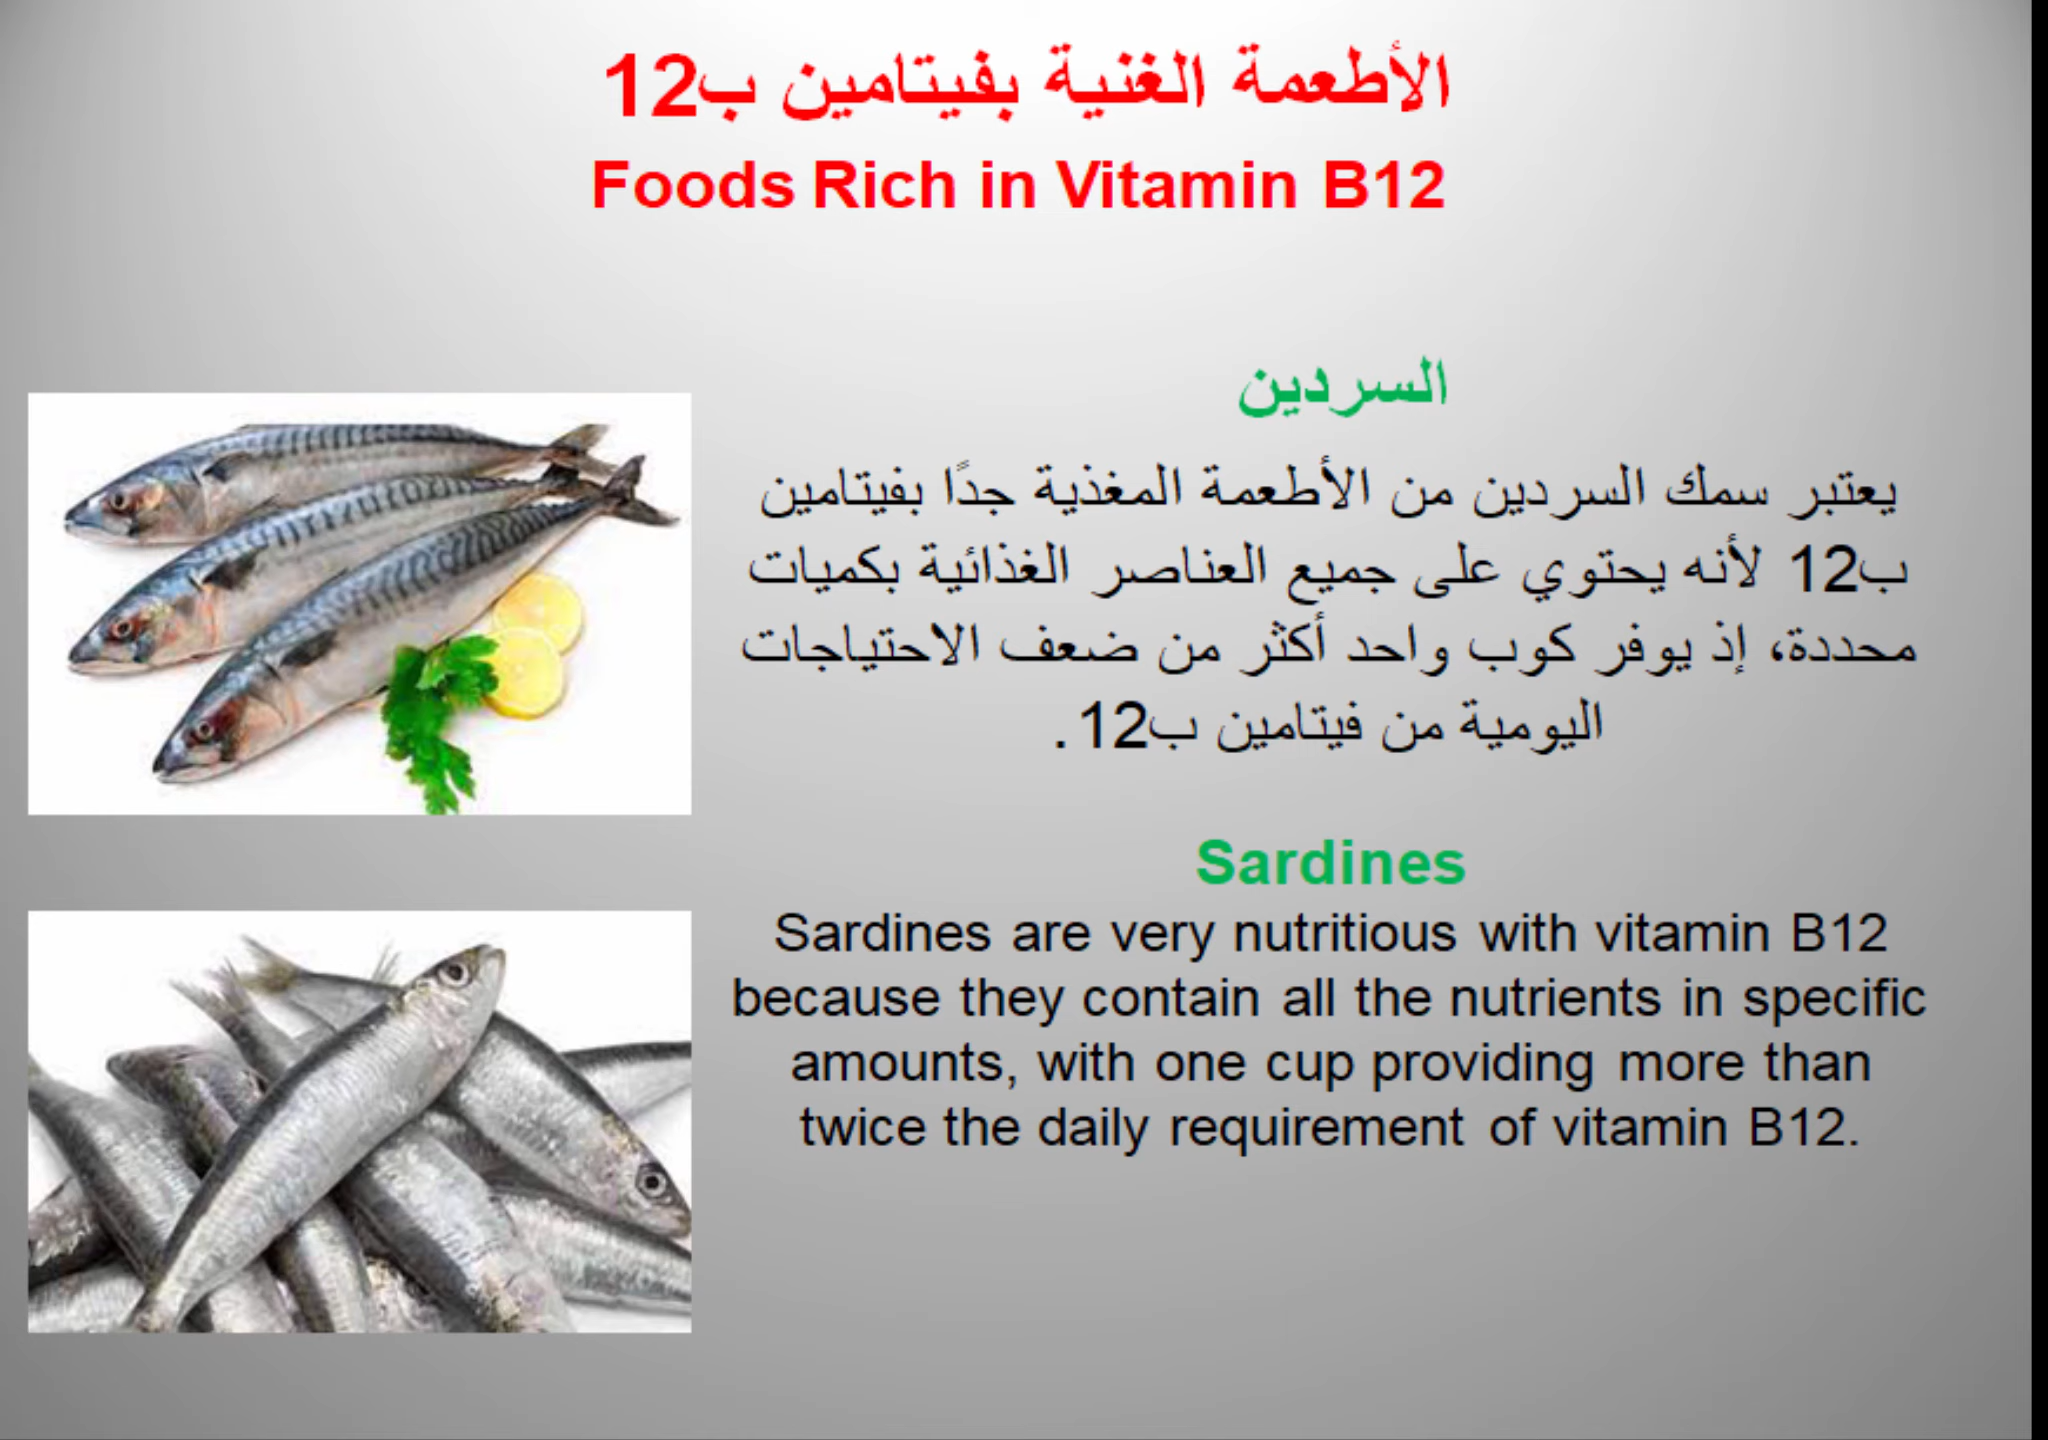 الأطعمة الغنية بفيتامين ب12
Foods Rich in Vitamin B12
السردين
يعتبر سمك السردين من الأطعمة المغذية جدًا بفيتامين
ب12 لأنه يحتوي على جميع العناصر الغذائية بكميات
محددة، إذ يوفر كوب واحد أكثر من ضعف الاحتياجات
اليومية من فيتامين ب12.
Sardines
Sardines are very nutritious with vitamin B12
because they contain all the nutrients in specific
amounts, with one cup providing more than
twice the daily requirement of vitamin B12.